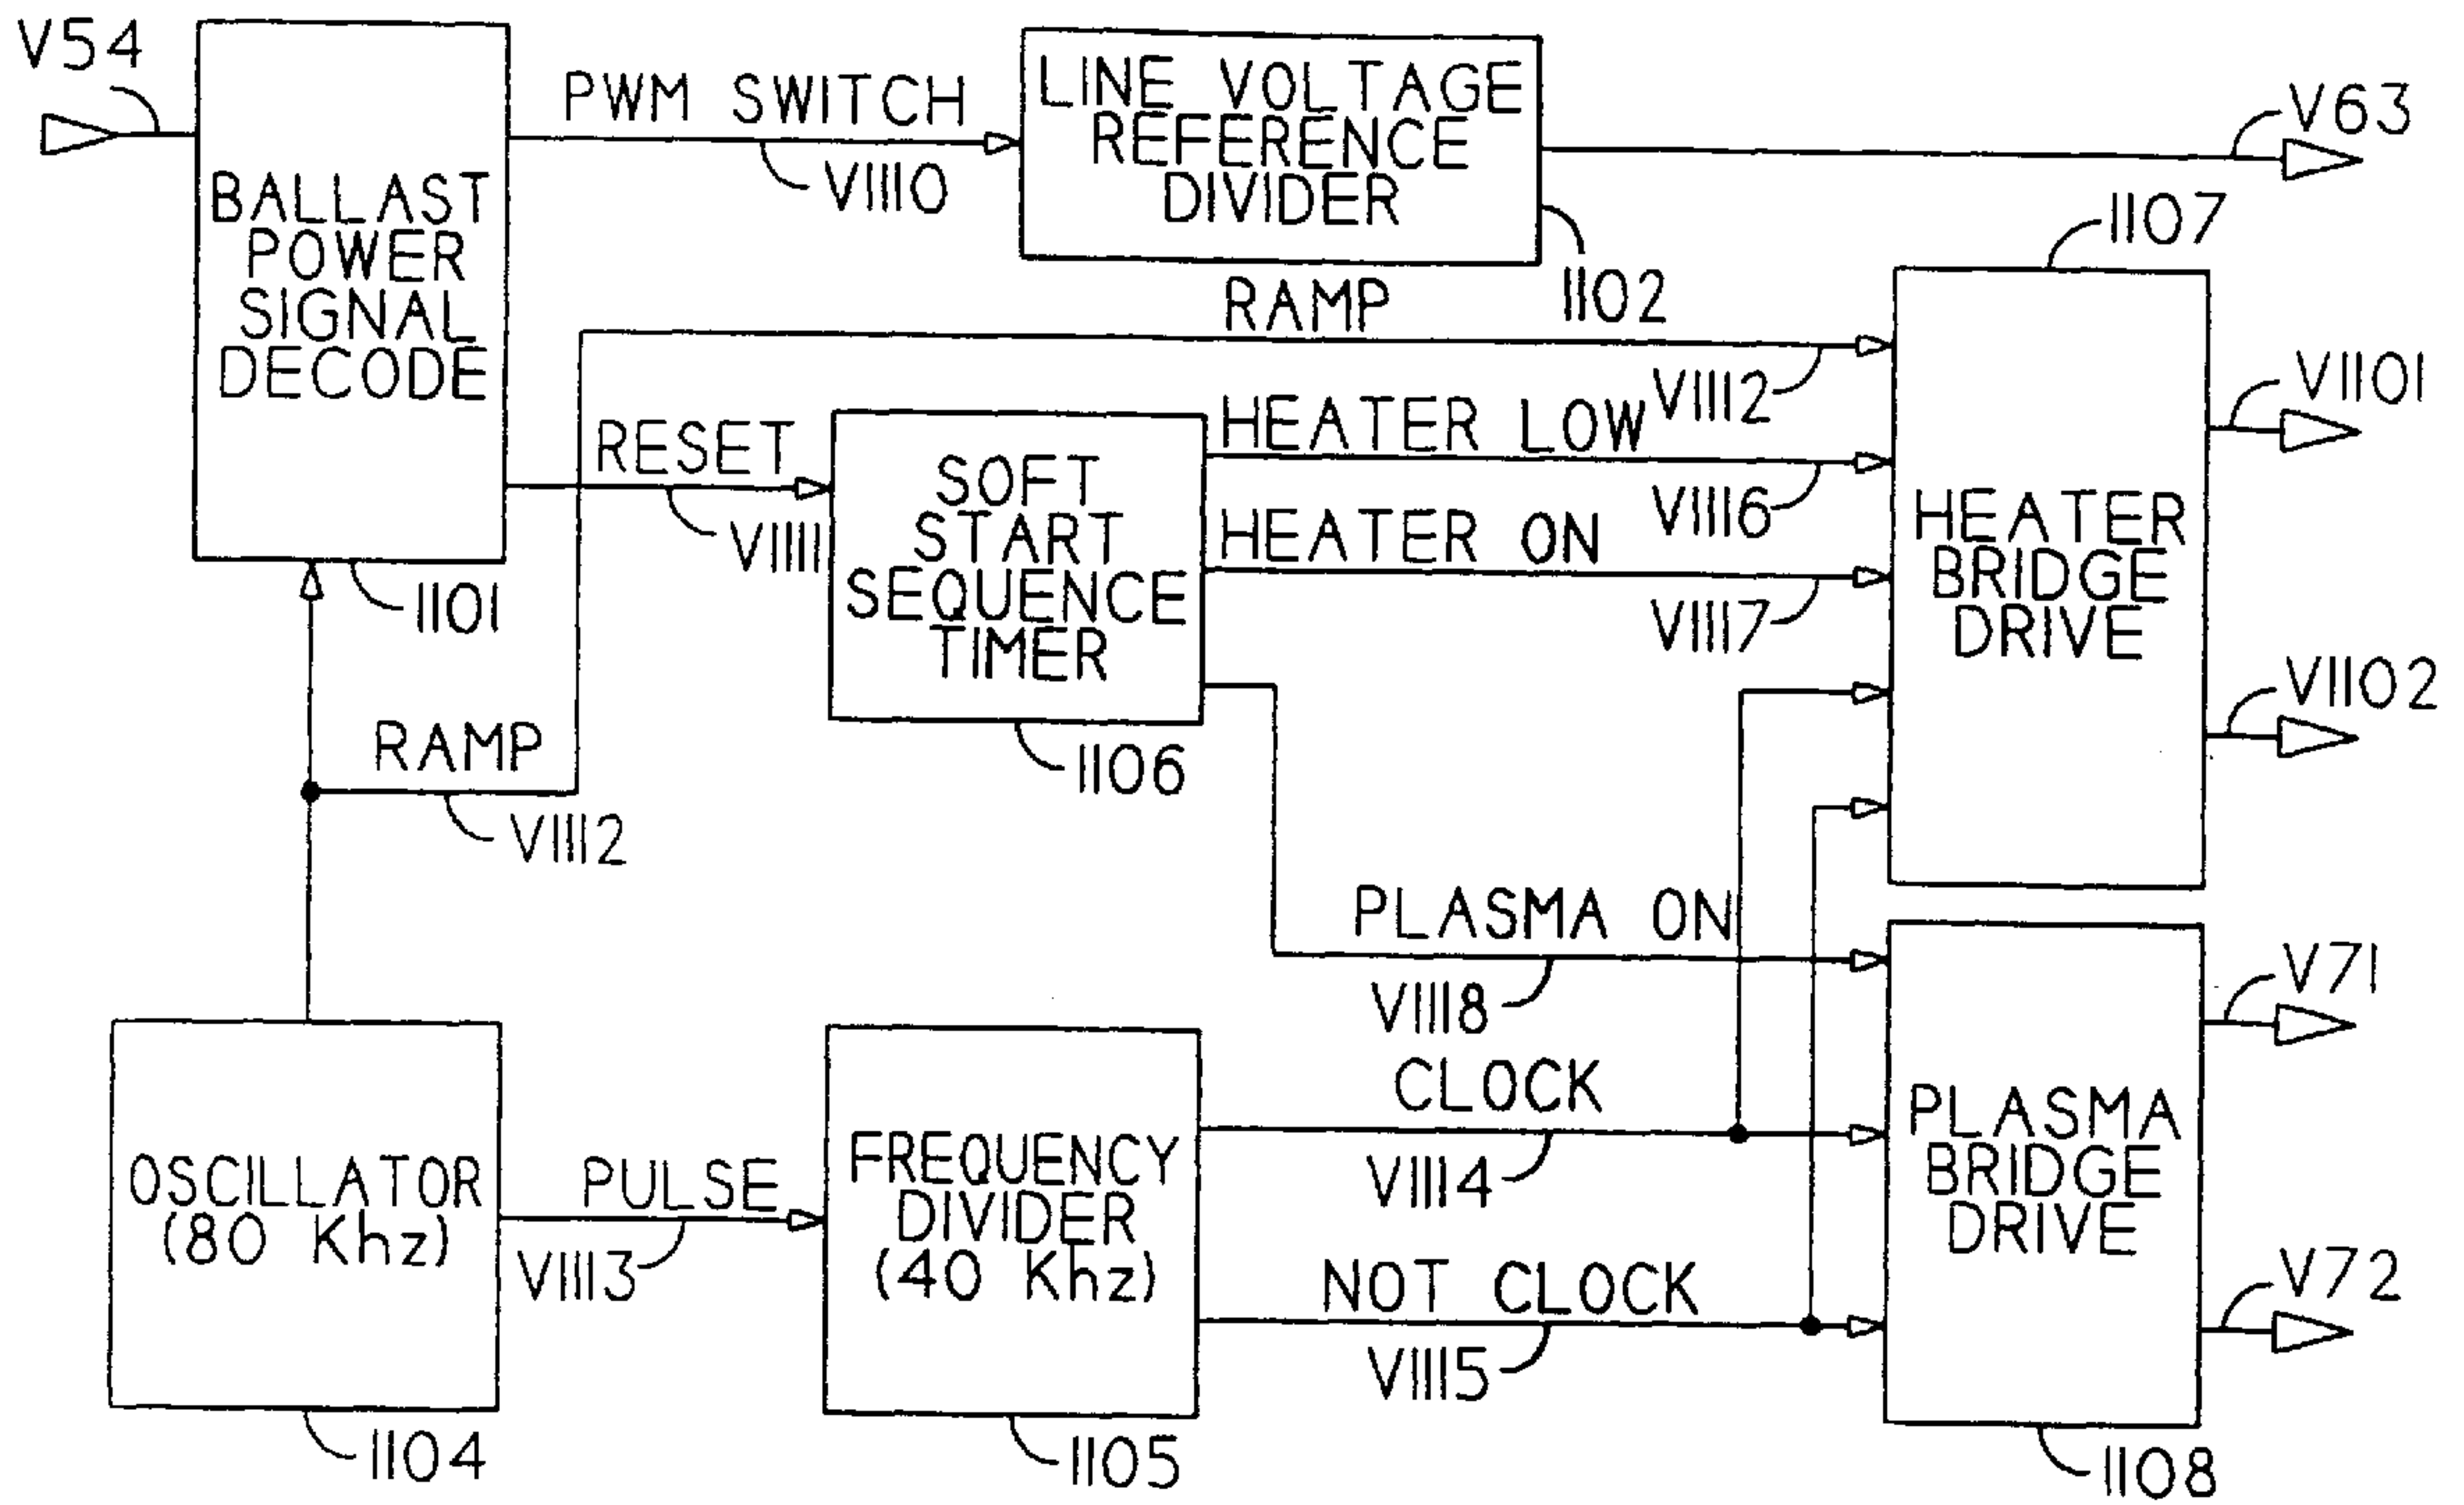 V54
BALLAST
POWER
SIGNAL
DECODE
1101
PWM SWITCH
V1110
LINE VOLTAGE
REFERENCE
DIVIDER
1102
V63
RAMP
V1112
RESET
V1111
SOFT
START
SEQUENCE
TIMER
1106
HEATER LOW
V1116
HEATER ON
V1117
1107
HEATER
BRIDGE
DRIVE
V1101
V1102
RAMP
V1112
PLASMA ON
V1118
OSCILLATOR
(80 Khz)
1104
PULSE
V1113
FREQUENCY
DIVIDER
(40 Khz)
1105
CLOCK
V1114
NOT CLOCK
V1115
PLASMA
BRIDGE
DRIVE
1108
V71
V72